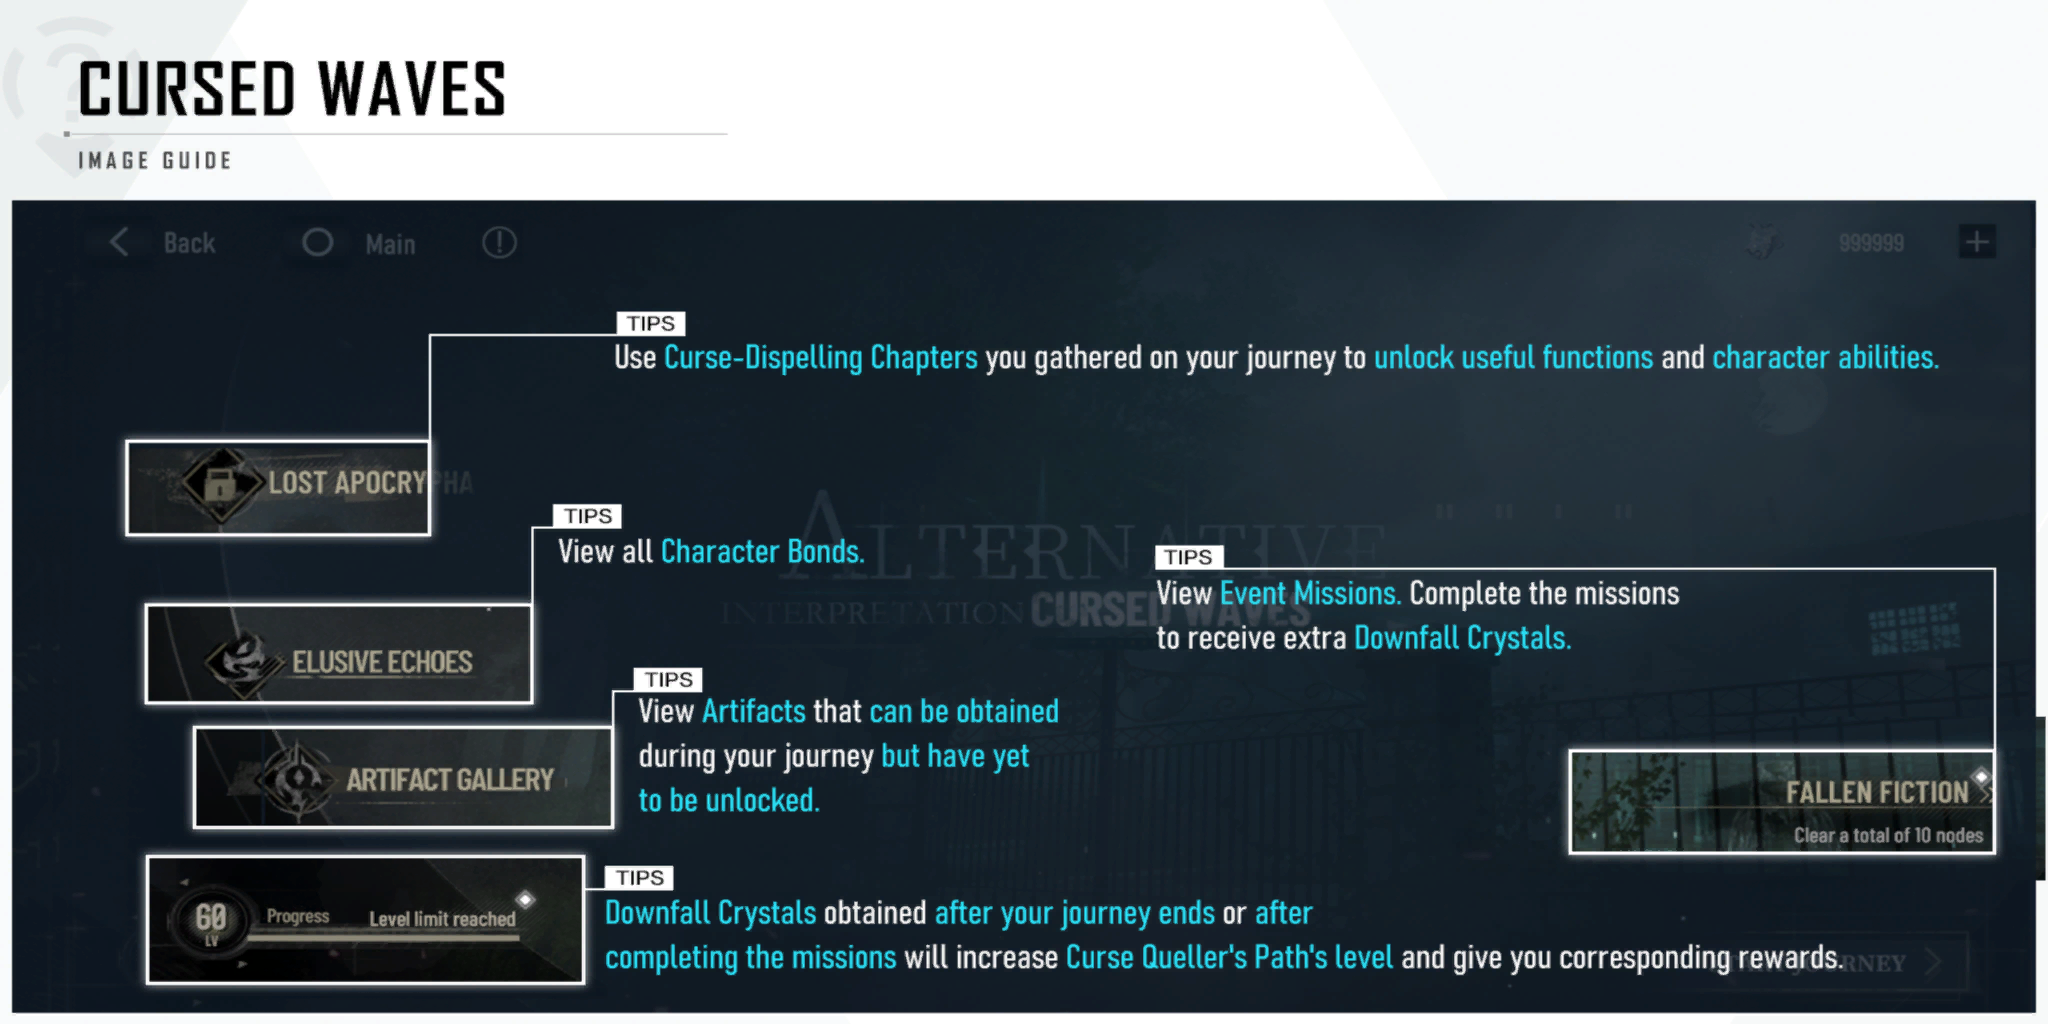 CURSED WAVES
IMAGE GUIDE
Back
Main
999999
TIPS
Use Curse-Dispelling Chapters you gathered on your journey to unlock useful functions and character abilities.
LOST APOCRYPHA
TIPS
View all Character Bonds.
ALTERNATIVE
INTERPRETATION CURSED WAVES
TIPS
View Event Missions. Complete the missions
to receive extra Downfall Crystals.
ELUSIVE ECHOES
TIPS
View Artifacts that can be obtained
during your journey but have yet
to be unlocked.
ARTIFACT GALLERY
FALLEN FICTION
Clear a total of 10 nodes
TIPS
Downfall Crystals obtained after your journey ends or after
completing the missions will increase Curse Queller's Path's level and give you corresponding rewards.
60
LV
Progress
Level limit reached
JOURNEY